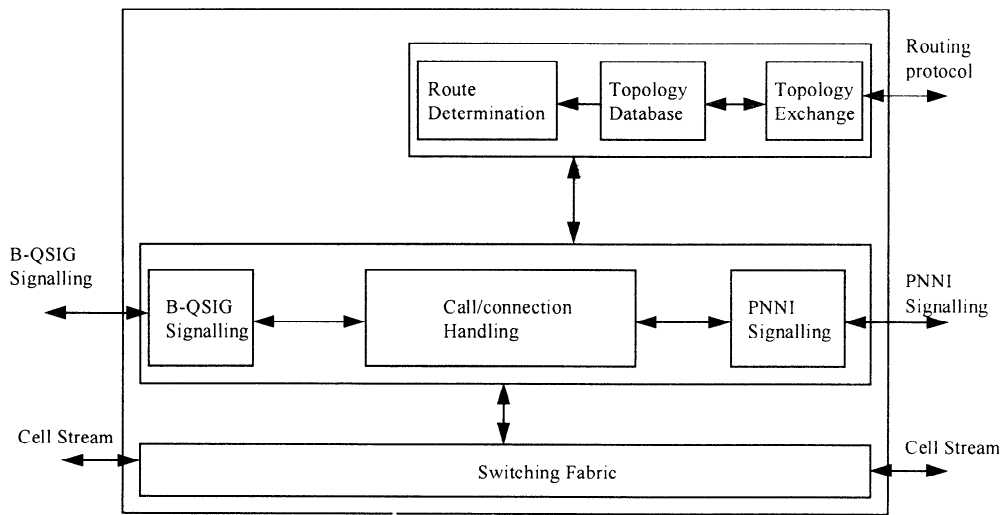 Routing
protocol
Route
Determination
Topology
Database
Topology
Exchange
B-QSIG
Signalling
B-QSIG
Signalling
Call/connection
Handling
PNNI
Signalling
PNNI
Signalling
Cell Stream
Switching Fabric
Cell Stream